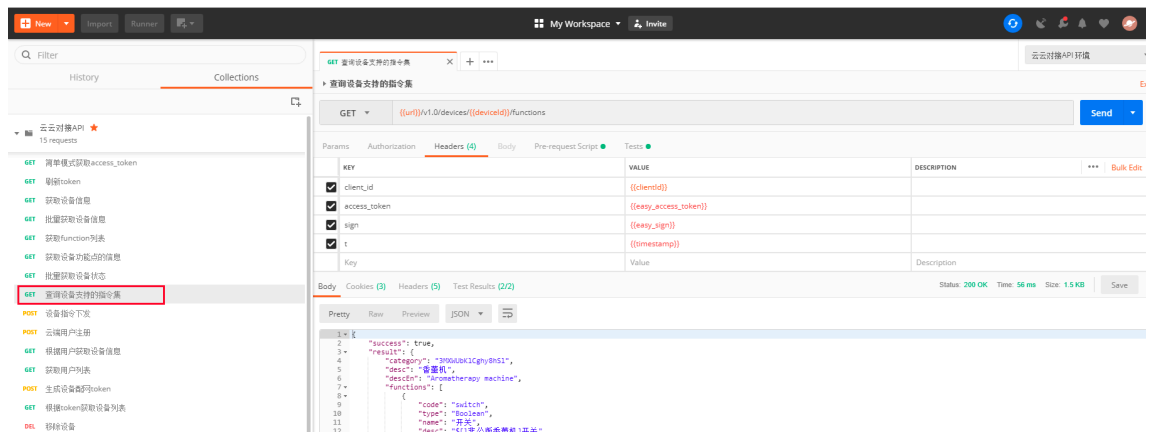 New
Import
Runner
My Workspace
Invite
Filter
History
Collections
云云对接API
15 requests
GET 简单模式获取access_token
GET 刷新token
GET 获取设备信息
GET 批量获取设备信息
GET 获取function列表
GET 获取设备功能点的信息
GET 批量获取设备状态
GET 查询设备支持的指令集
POST 设备指令下发
POST 云端用户注册
GET 根据用户获取设备信息
GET 获取用户列表
POST 生成设备配网token
GET 根据token获取设备列表
DEL 移除设备
GET 查询设备支持的指令集
云云对接API环境
查询设备支持的指令集
GET {{url}}/v1.0/devices/{{deviceId}}/functions
Send
Params Authorization Headers (4) Body Pre-request Script Tests
KEY VALUE DESCRIPTION Bulk Edit
client_id {{clientId}}
access_token {{easy_access_token}}
sign {{easy_sign}}
t {{timestamp}}
Key Value Description
Body Cookies (3) Headers (5) Test Results (2/2) Status: 200 OK Time: 56 ms Size: 1.5 KB Save
Pretty Raw Preview JSON
1 {
2 "success": true,
3 "result": {
4 "category": "3MXWUbKlCghy8hSl",
5 "desc": "香薰机",
6 "descEn": "Aromatherapy machine",
7 "functions": [
8 {
9 "code": "switch",
10 "type": "Boolean",
11 "name": "开关",